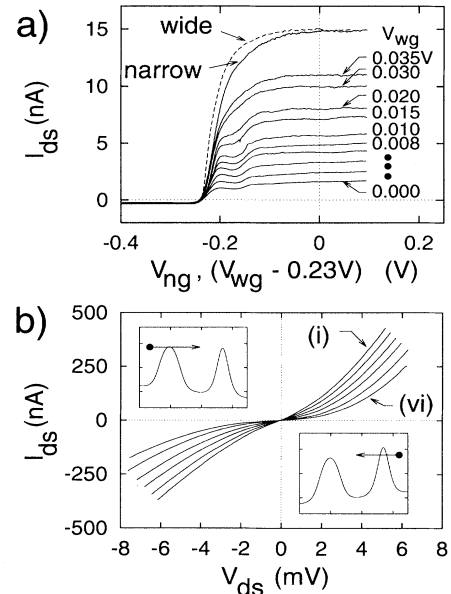 a)
15
10
5
0
I_ds (nA)
wide
narrow
V_wg
0.035V
0.030
0.020
0.015
0.010
0.008
0.000
-0.4
-0.2
0
0.2
V_ng , (V_wg - 0.23V) (V)
b)
500
250
0
-250
-500
I_ds (nA)
(i)
(vi)
-8
-6
-4
-2
0
2
4
6
8
V_ds (mV)